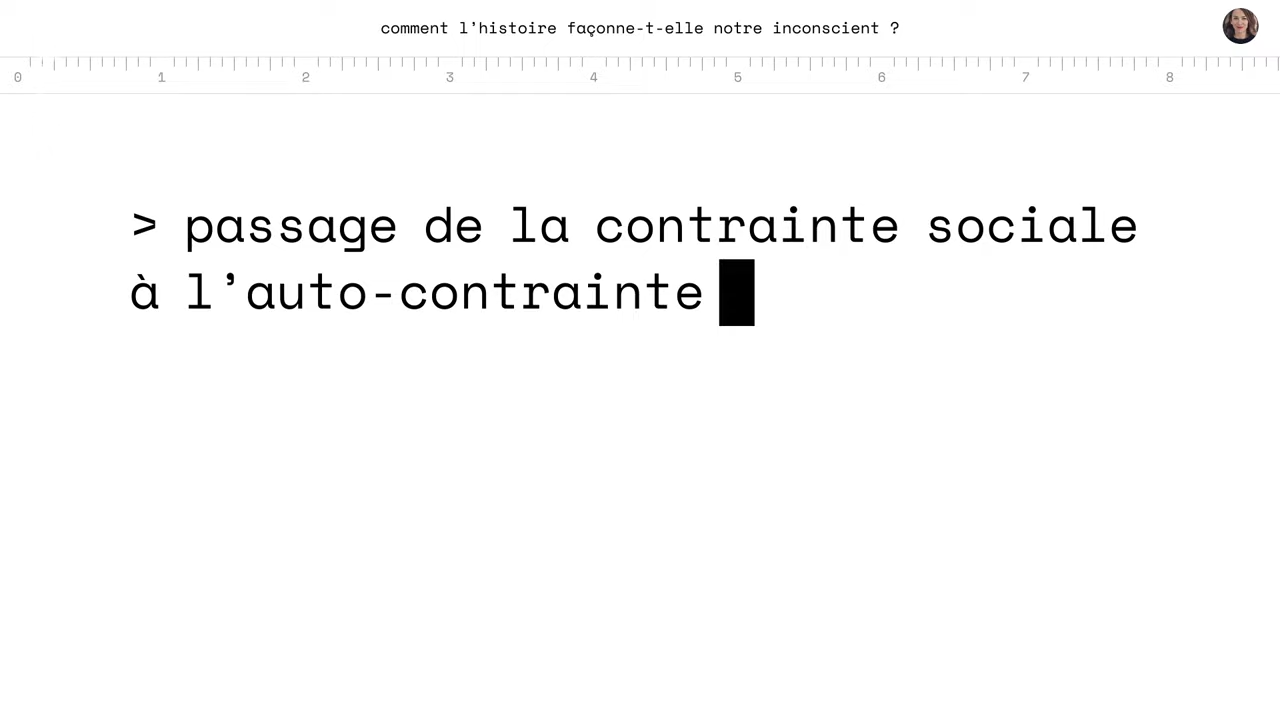 comment l’histoire façonne-t-elle notre inconscient ?
0 1 2 3 4 5 6 7 8
> passage de la contrainte sociale
à l’auto-contrainte